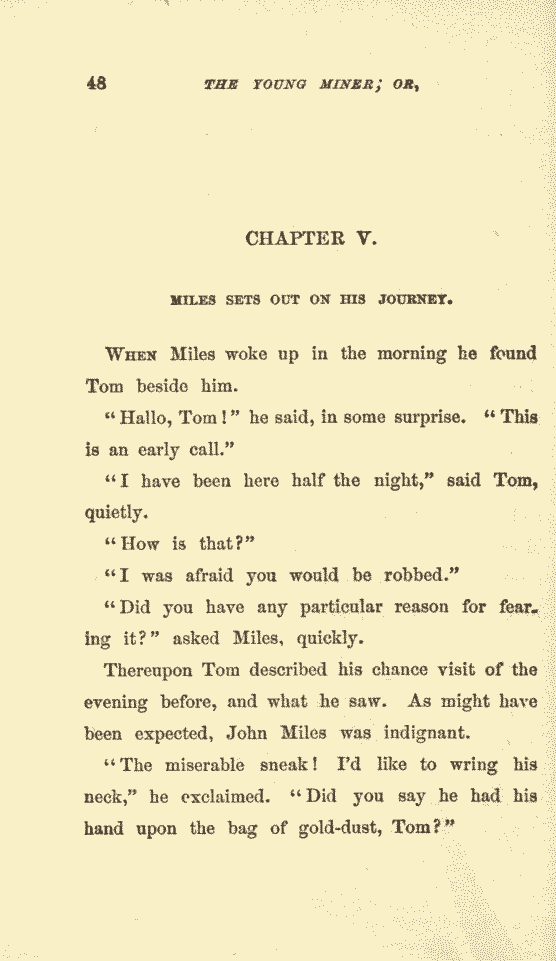 48 THE YOUNG MINER; OR,
CHAPTER V.
MILES SETS OUT ON HIS JOURNEY.
WHEN Miles woke up in the morning he found
Tom beside him.
"Hallo, Tom!" he said, in some surprise. "This
is an early call."
"I have been here half the night," said Tom,
quietly.
"How is that?"
"I was afraid you would be robbed."
"Did you have any particular reason for fear-
ing it?" asked Miles, quickly.
Thereupon Tom described his chance visit of the
evening before, and what he saw. As might have
been expected, John Miles was indignant.
"The miserable sneak! I'd like to wring his
neck," he exclaimed. "Did you say he had his
hand upon the bag of gold-dust, Tom?"